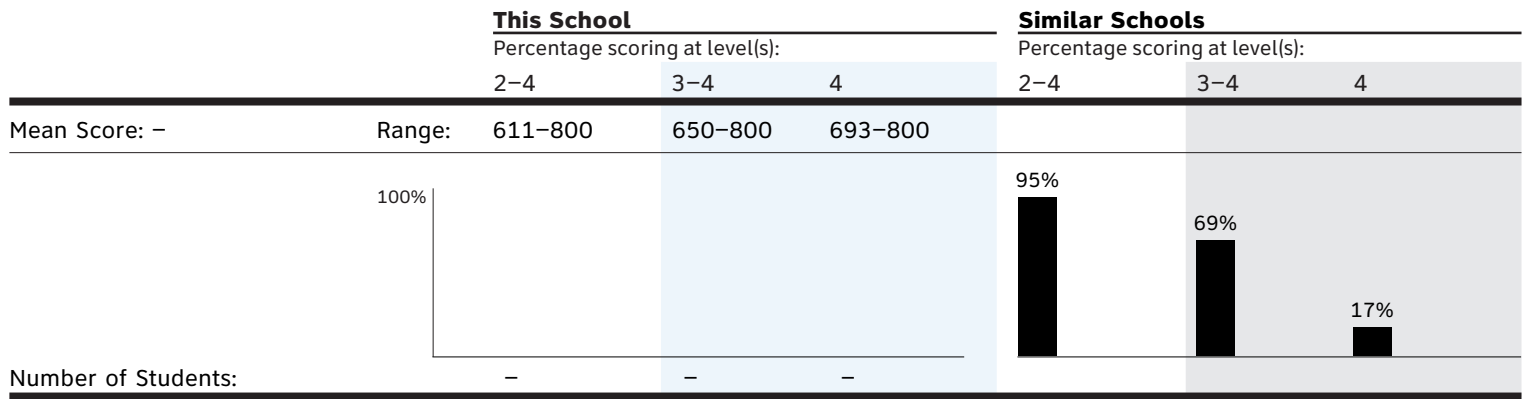 This School Similar Schools
Percentage scoring at level(s): Percentage scoring at level(s):
2–4 3–4 4 2–4 3–4 4
Mean Score: – Range: 611–800 650–800 693–800
95%
100%
69%
17%
Number of Students: – – –